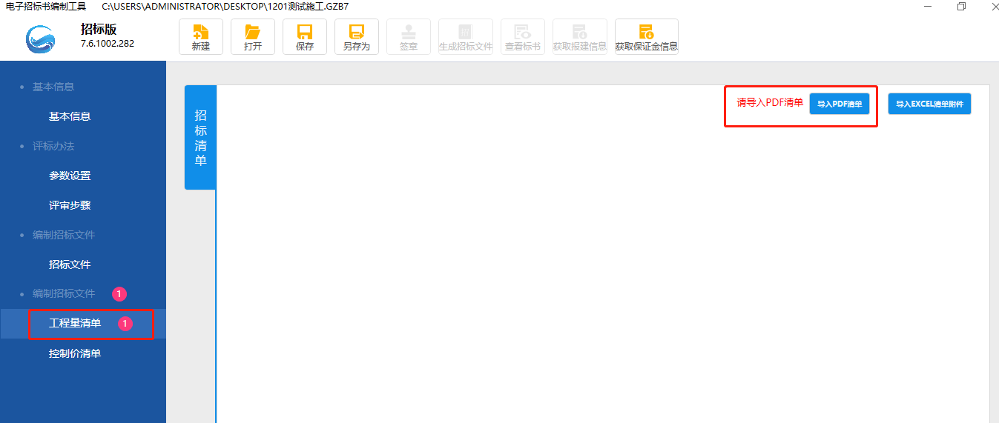 电子招标书编制工具 C:\USERS\ADMINISTRATOR\DESKTOP\1201测试施工.GZB7
招标版
7.6.1002.282
新建
打开
保存
另存为
签章
生成招标文件
查看标书
获取报建信息
获取保证金信息
基本信息
基本信息
评标办法
参数设置
评审步骤
编制招标文件
招标文件
编制招标文件 1
工程量清单 1
控制价清单
招标清单
请导入PDF清单 导入PDF清单 导入EXCEL清单附件